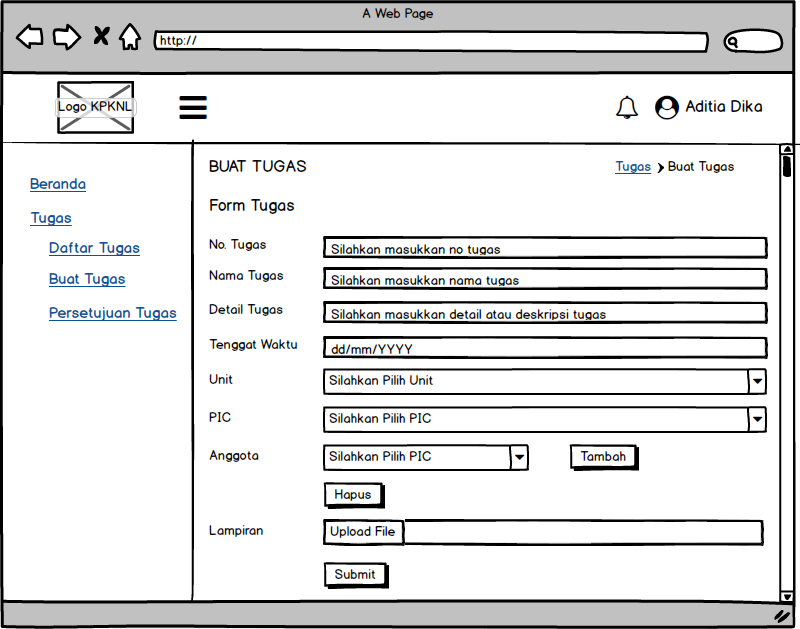 A Web Page
http://
Logo KPKNL
Aditia Dika
Beranda
Tugas
Daftar Tugas
Buat Tugas
Persetujuan Tugas
BUAT TUGAS
Tugas Buat Tugas
Form Tugas
No. Tugas Silahkan masukkan no tugas
Nama Tugas Silahkan masukkan nama tugas
Detail Tugas Silahkan masukkan detail atau deskripsi tugas
Tenggat Waktu dd/mm/YYYY
Unit Silahkan Pilih Unit
PIC Silahkan Pilih PIC
Anggota Silahkan Pilih PIC Tambah
Hapus
Lampiran Upload File
Submit